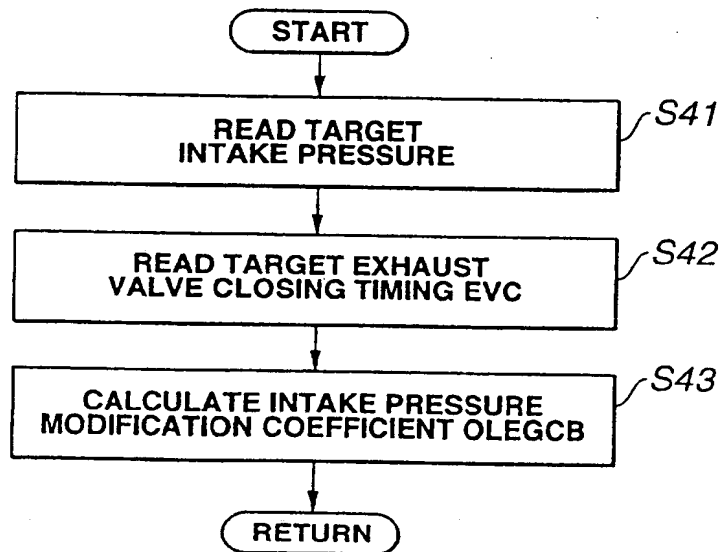 START
READ TARGET
INTAKE PRESSURE
S41
READ TARGET EXHAUST
VALVE CLOSING TIMING EVC
S42
CALCULATE INTAKE PRESSURE
MODIFICATION COEFFICIENT OLEGCB
S43
RETURN